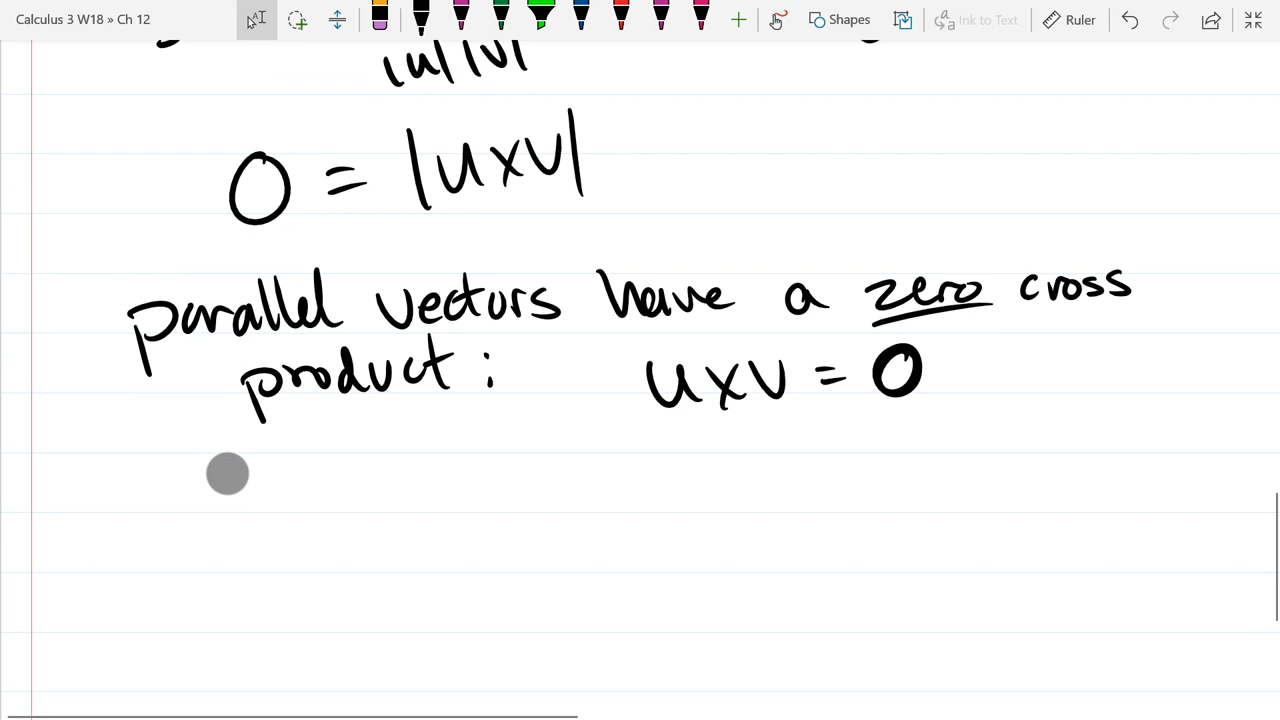 Calculus 3 W18 » Ch 12
Shapes
Ink to Text
Ruler
|u||v|
0 = |u×v|
parallel vectors have a zero cross
product : u×v = 0